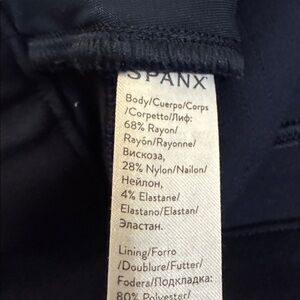 SPANX
Body/Cuerpo/Corps
/Corpetto/Лиф:
68% Rayon/
Rayón/Rayonne/
Вискоза,
28% Nylon/Nailon/
Нейлон,
4% Elastane/
Elastano/Elastan/
Эластан.
Lining/Forro
/Doublure/Futter/
Fodera/Подкладка:
80% Polyester/